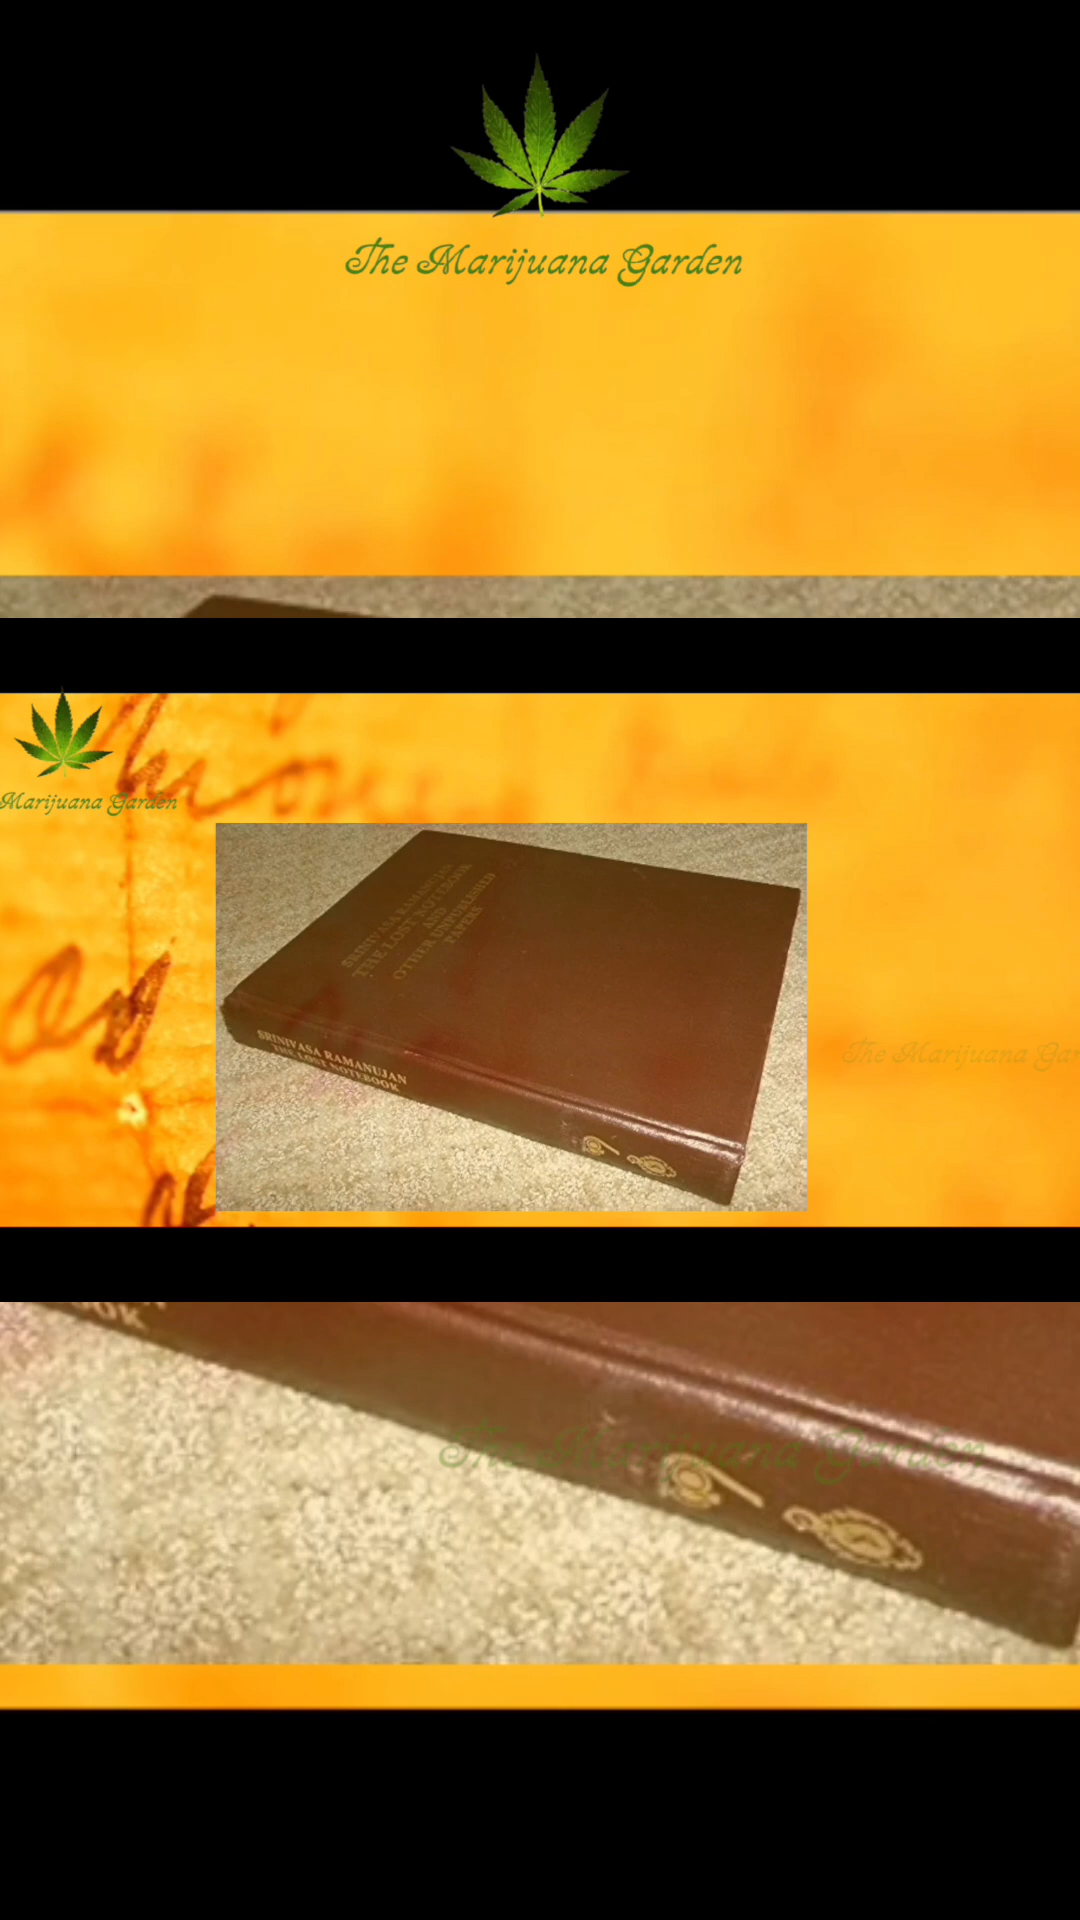 The Marijuana Garden
Marijuana Garden
SRINIVASA RAMANUJAN
THE LOST NOTEBOOK
AND
OTHER UNPUBLISHED
PAPERS
SRINIVASA RAMANUJAN
THE LOST NOTEBOOK
The Marijuana Gar
The Marijuana Garden